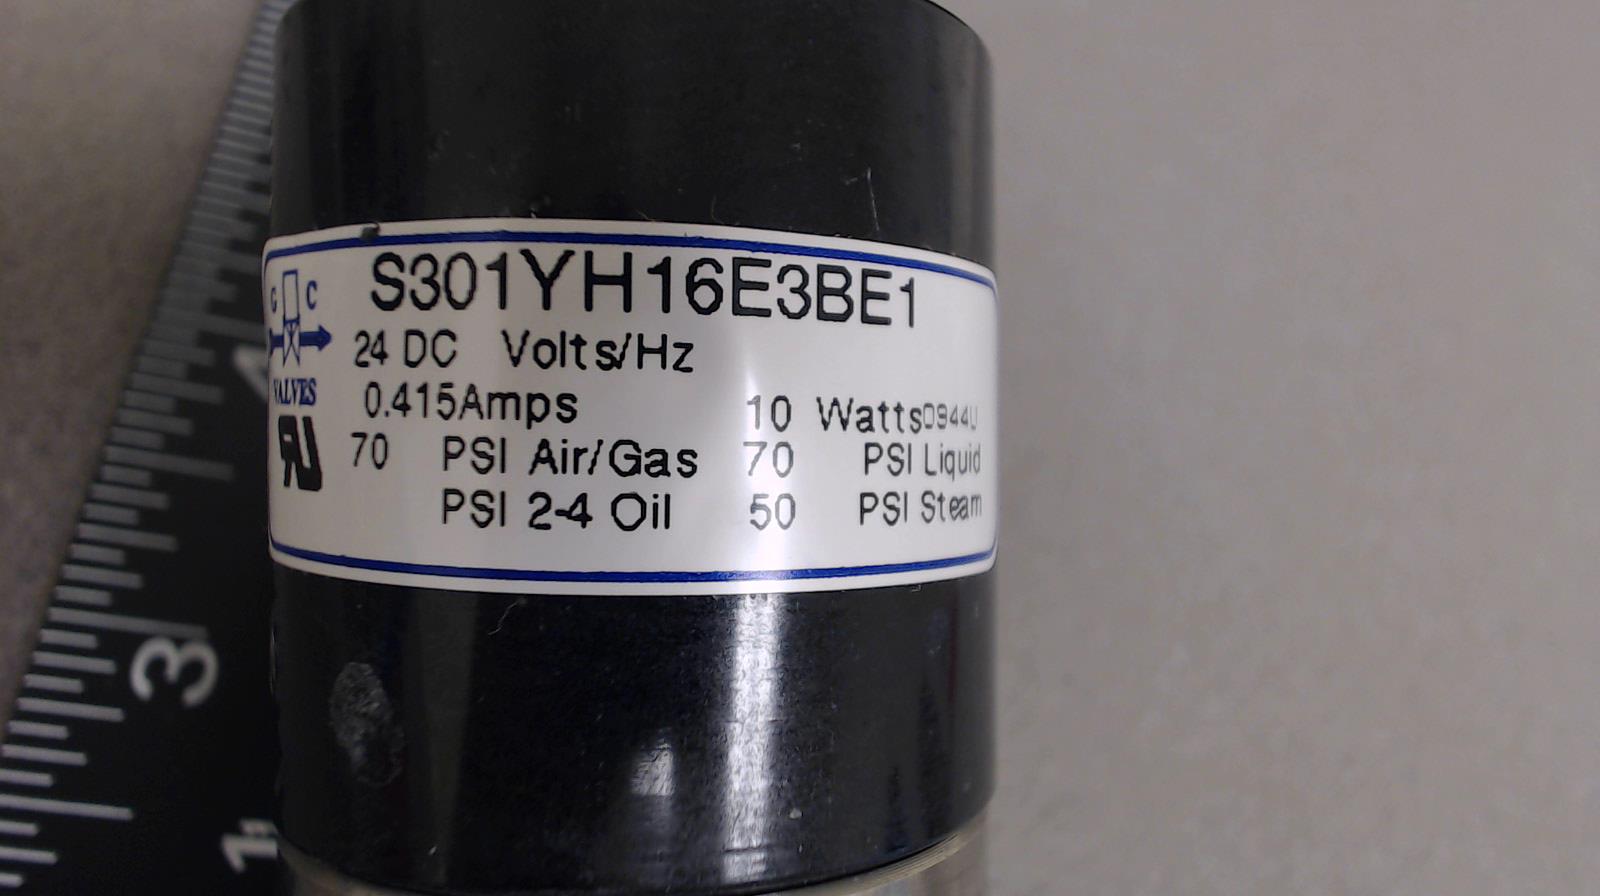 S301YH16E3BE1
G C
24 DC Volts/Hz
VALVES
0.415Amps 10 Watts0944U
70 PSI Air/Gas 70 PSI Liquid
PSI 2-4 Oil 50 PSI Steam
3
1